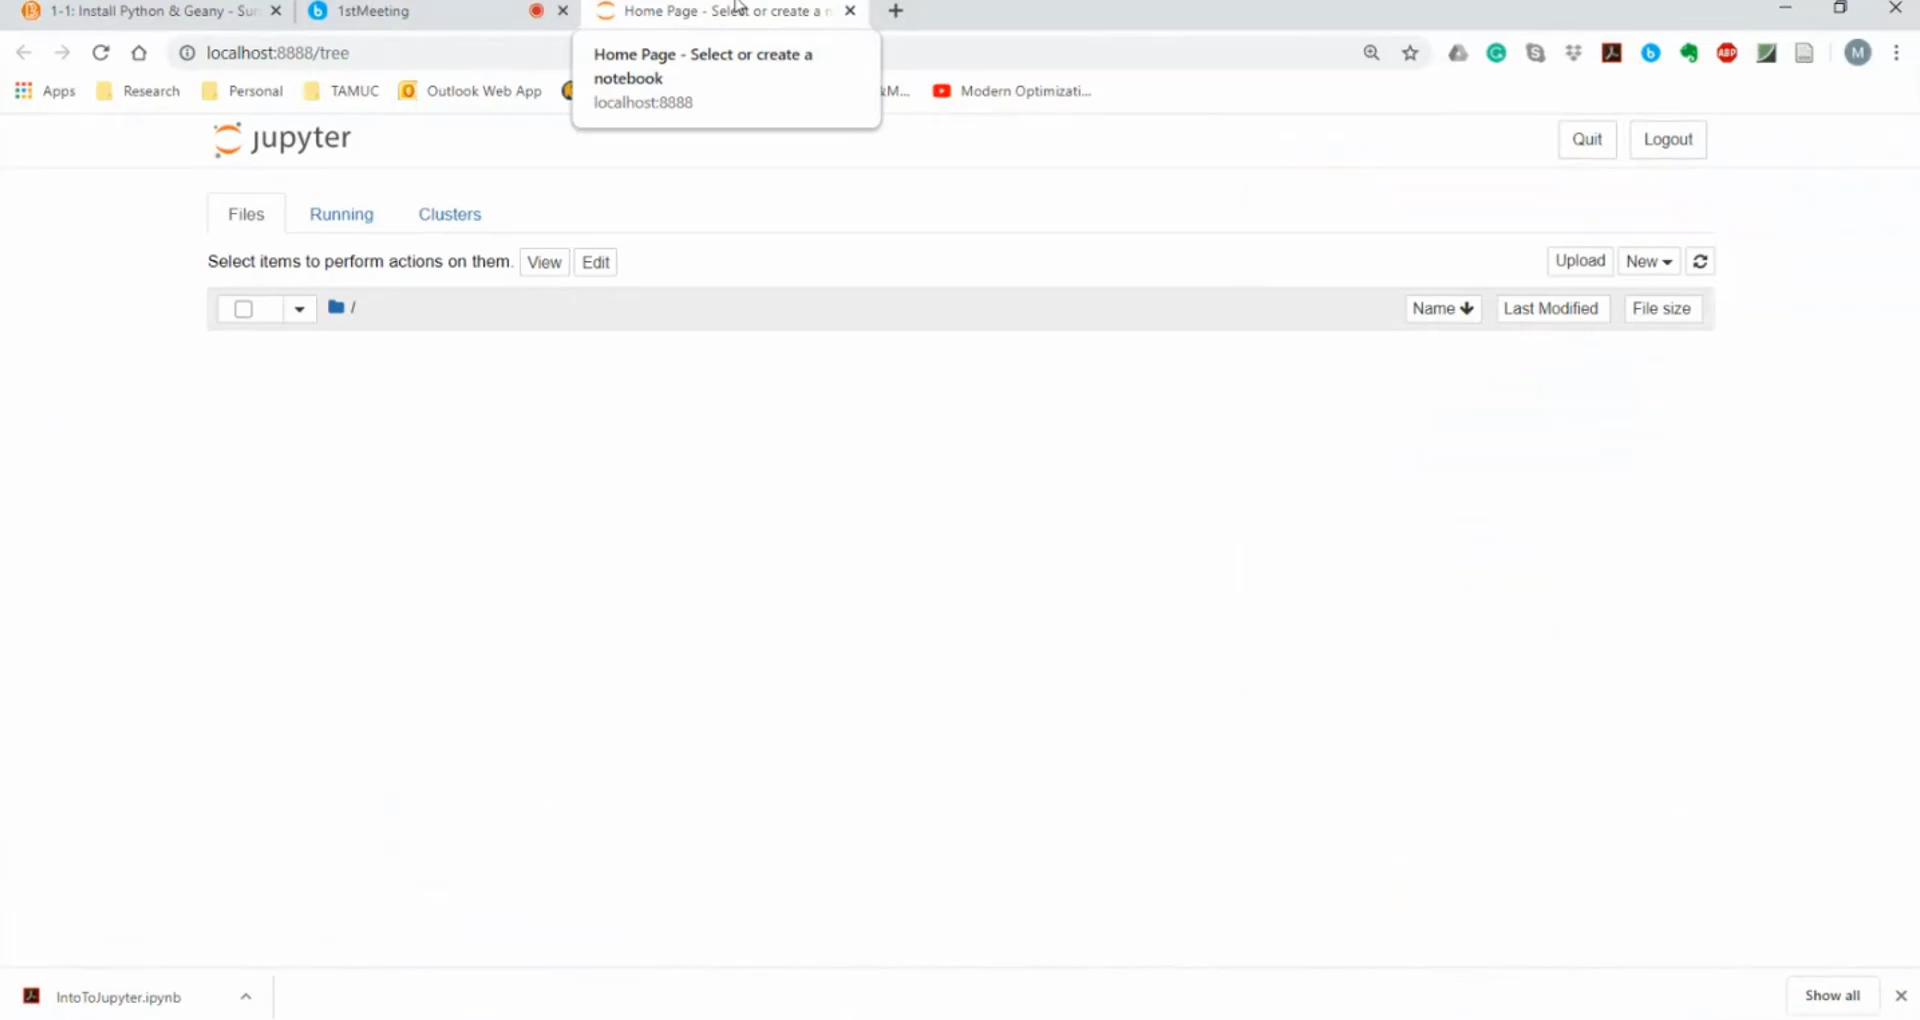 1-1: Install Python & Geany - Su
1stMeeting
Home Page - Select or create a n
localhost:8888/tree
Home Page - Select or create a
notebook
localhost:8888
M
Apps
Research
Personal
TAMUC
Outlook Web App
M...
Modern Optimizati...
ABP
jupyter
Quit
Logout
Files
Running
Clusters
Select items to perform actions on them.
View
Edit
Upload
New
/
Name
Last Modified
File size
IntoToJupyter.ipynb
Show all